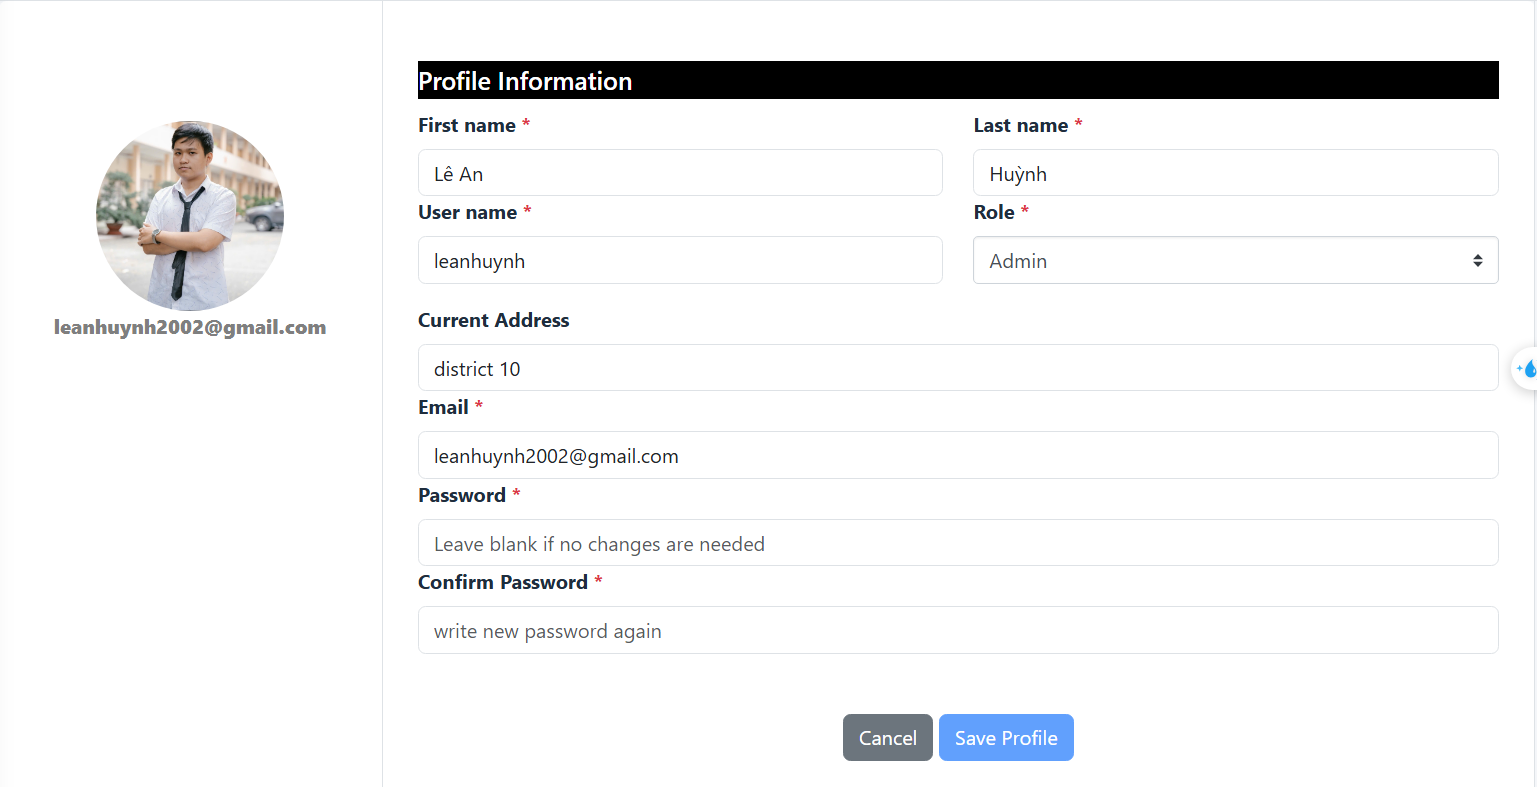 Profile Information
First name * Last name *
Lê An Huỳnh
User name * Role *
leanhuynh Admin
leanhuynh2002@gmail.com
Current Address
district 10
Email *
leanhuynh2002@gmail.com
Password *
Leave blank if no changes are needed
Confirm Password *
write new password again
Cancel Save Profile